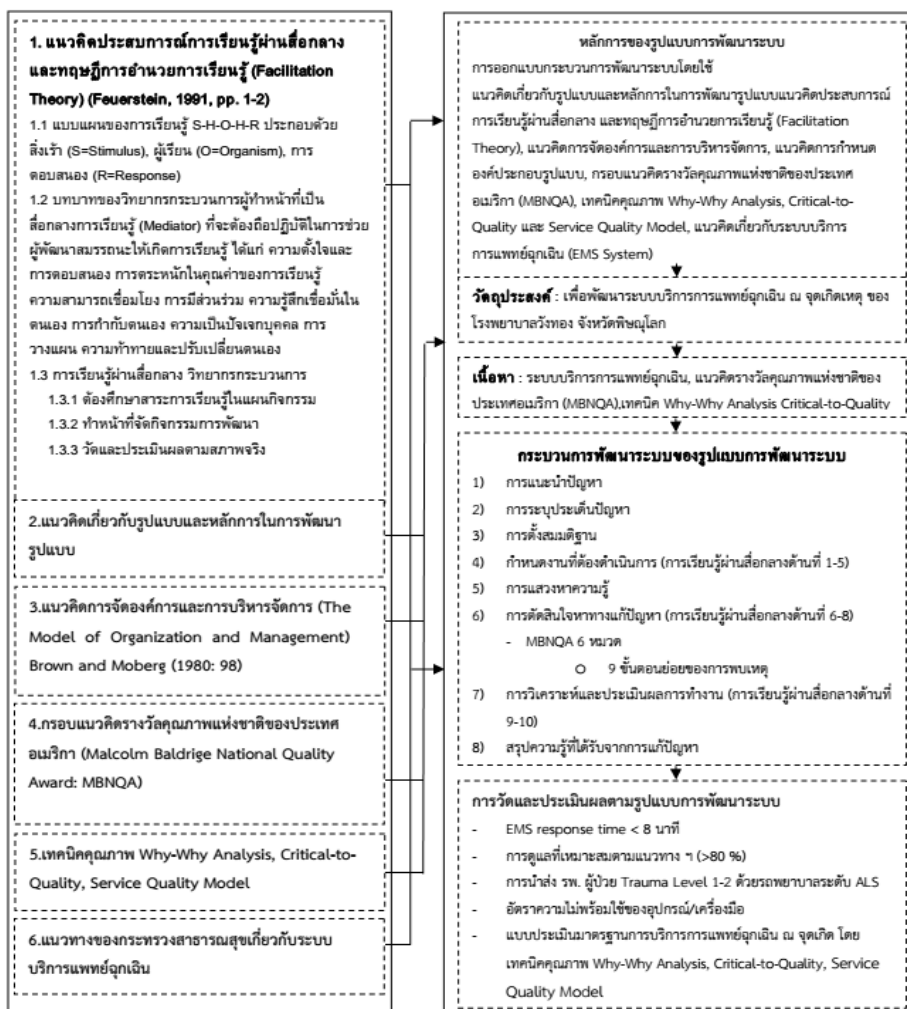 1. แนวคิดประสบการณ์การเรียนรู้ผ่านสื่อกลาง
และทฤษฎีการอำนวยการเรียนรู้ (Facilitation
Theory) (Feuerstein, 1991, pp. 1-2)
1.1 แบบแผนของการเรียนรู้ S-H-O-H-R ประกอบด้วย
สิ่งเร้า (S=Stimulus), ผู้เรียน (O=Organism), การ
ตอบสนอง (R=Response)
1.2 บทบาทของวิทยากรกระบวนการผู้ทำหน้าที่เป็น
สื่อกลางการเรียนรู้ (Mediator) ที่จะต้องถือปฏิบัติในการช่วย
ผู้พัฒนาสมรรถนะให้เกิดการเรียนรู้ ได้แก่ ความตั้งใจและ
การตอบสนอง การตระหนักในคุณค่าของการเรียนรู้
ความสามารถเชื่อมโยง การมีส่วนร่วม ความรู้สึกเชื่อมั่นใน
ตนเอง การกำกับตนเอง ความเป็นปัจเจกบุคคล การ
วางแผน ความท้าทายและปรับเปลี่ยนตนเอง
1.3 การเรียนรู้ผ่านสื่อกลาง วิทยากรกระบวนการ
1.3.1 ต้องศึกษาสาระการเรียนรู้ในแผนกิจกรรม
1.3.2 ทำหน้าที่จัดกิจกรรมการพัฒนา
1.3.3 วัดและประเมินผลตามสภาพจริง
2.แนวคิดเกี่ยวกับรูปแบบและหลักการในการพัฒนา
รูปแบบ
3.แนวคิดการจัดองค์การและการบริหารจัดการ (The
Model of Organization and Management)
Brown and Moberg (1980: 98)
4.กรอบแนวคิดรางวัลคุณภาพแห่งชาติของประเทศ
อเมริกา (Malcolm Baldrige National Quality
Award: MBNQA)
5.เทคนิคคุณภาพ Why-Why Analysis, Critical-to-
Quality, Service Quality Model
6.แนวทางของกระทรวงสาธารณสุขเกี่ยวกับระบบ
บริการแพทย์ฉุกเฉิน
หลักการของรูปแบบการพัฒนาระบบ
การออกแบบกระบวนการพัฒนาระบบโดยใช้
แนวคิดเกี่ยวกับรูปแบบและหลักการในการพัฒนารูปแบบแนวคิดประสบการณ์
การเรียนรู้ผ่านสื่อกลาง และทฤษฎีการอำนวยการเรียนรู้ (Facilitation
Theory), แนวคิดการจัดองค์การและการบริหารจัดการ, แนวคิดการกำหนด
องค์ประกอบรูปแบบ, กรอบแนวคิดรางวัลคุณภาพแห่งชาติของประเทศ
อเมริกา (MBNQA), เทคนิคคุณภาพ Why-Why Analysis, Critical-to-
Quality และ Service Quality Model, แนวคิดเกี่ยวกับระบบบริการ
การแพทย์ฉุกเฉิน (EMS System)
วัตถุประสงค์ : เพื่อพัฒนาระบบบริการการแพทย์ฉุกเฉิน ณ จุดเกิดเหตุ ของ
โรงพยาบาลวังทอง จังหวัดพิษณุโลก
เนื้อหา : ระบบบริการการแพทย์ฉุกเฉิน, แนวคิดรางวัลคุณภาพแห่งชาติของ
ประเทศอเมริกา (MBNQA),เทคนิค Why-Why Analysis Critical-to-Quality
กระบวนการพัฒนาระบบของรูปแบบการพัฒนาระบบ
1) การแนะนำปัญหา
2) การระบุประเด็นปัญหา
3) การตั้งสมมติฐาน
4) กำหนดงานที่ต้องดำเนินการ (การเรียนรู้ผ่านสื่อกลางด้านที่ 1-5)
5) การแสวงหาความรู้
6) การตัดสินใจหาทางแก้ปัญหา (การเรียนรู้ผ่านสื่อกลางด้านที่ 6-8)
- MBNQA 6 หมวด
O 9 ขั้นตอนย่อยของการพบเหตุ
7) การวิเคราะห์และประเมินผลการทำงาน (การเรียนรู้ผ่านสื่อกลางด้านที่
9-10)
8) สรุปความรู้ที่ได้รับจากการแก้ปัญหา
การวัดและประเมินผลตามรูปแบบการพัฒนาระบบ
- EMS response time < 8 นาที
- การดูแลที่เหมาะสมตามแนวทาง ฯ (>80 %)
- การนำส่ง รพ. ผู้ป่วย Trauma Level 1-2 ด้วยรถพยาบาลระดับ ALS
- อัตราความไม่พร้อมใช้ของอุปกรณ์/เครื่องมือ
- แบบประเมินมาตรฐานการบริการการแพทย์ฉุกเฉิน ณ จุดเกิด โดย
เทคนิคคุณภาพ Why-Why Analysis, Critical-to-Quality, Service
Quality Model